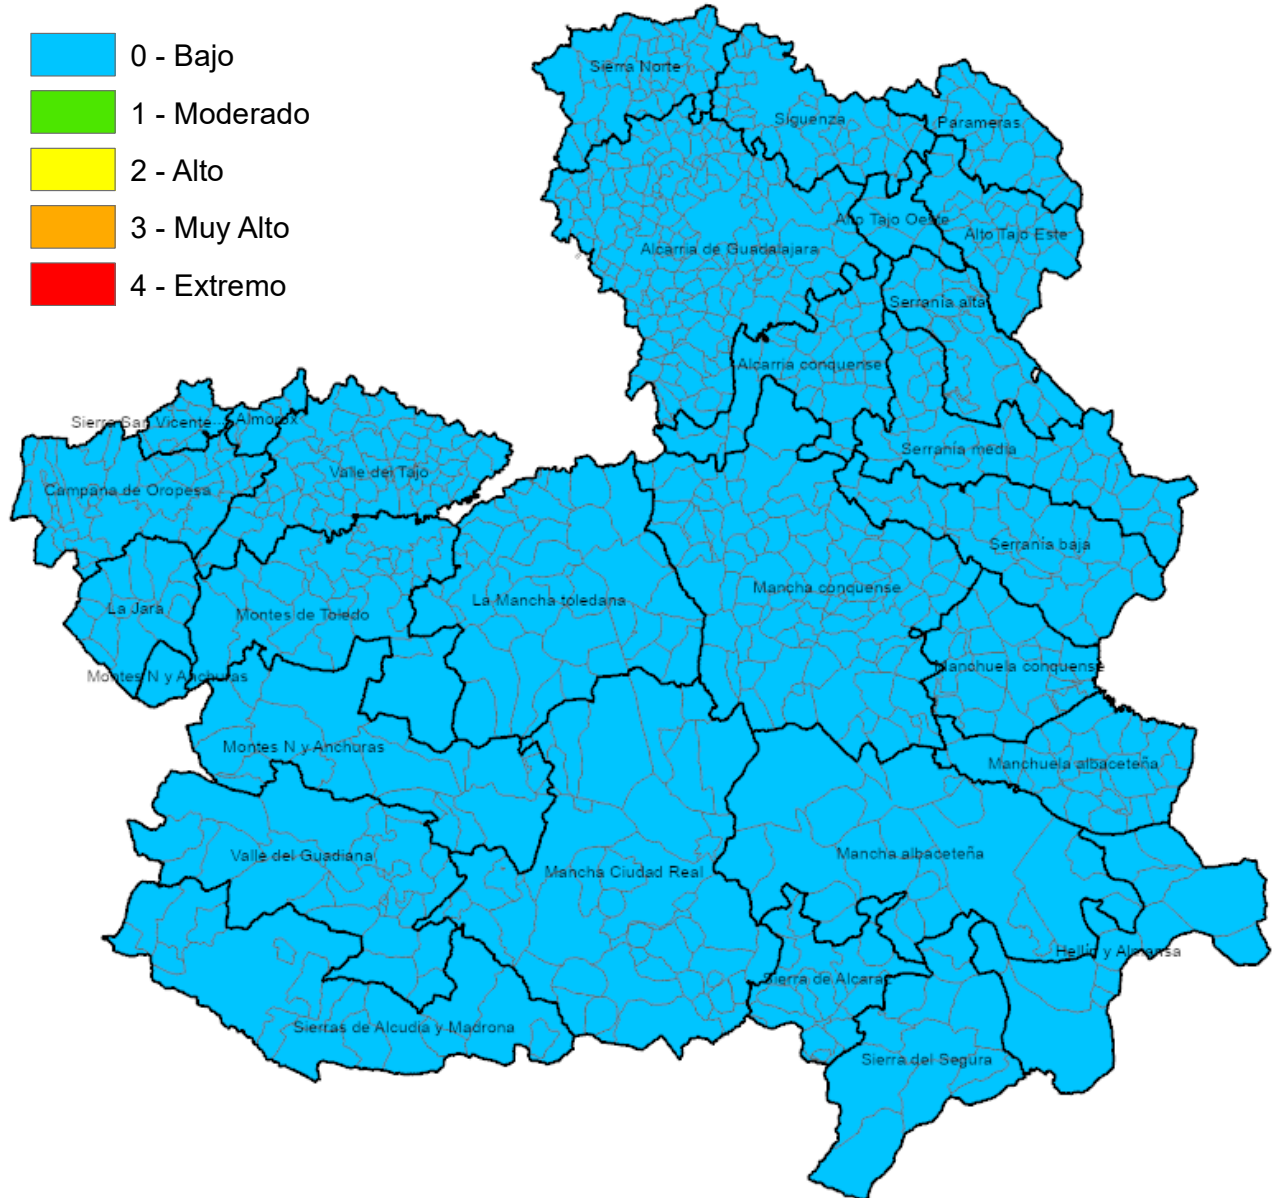 0 - Bajo
1 - Moderado
2 - Alto
3 - Muy Alto
4 - Extremo
Sierra Norte
Sigüenza
Parameras
Alto Tajo Oeste
Alto Tajo Este
Alcarria de Guadalajara
Serranía alta
Alcarria conquense
Sierra San Vicente
Almorox
Serranía media
Valle del Tajo
Campana de Oropesa
Serranía baja
Mancha conquense
La Mancha toledana
La Jara
Montes de Toledo
Manchuela conquense
Montes N y Anchuras
Montes N y Anchuras
Manchuela albaceteña
Mancha albaceteña
Valle del Guadiana
Mancha Ciudad Real
Hellín y Almansa
Sierra de Alcaraz
Sierras de Alcudia y Madrona
Sierra del Segura